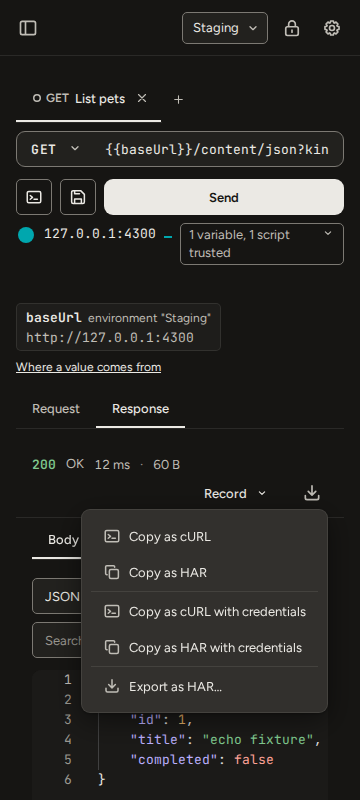 Staging
GET List pets
GET {{baseUrl}}/content/json?kin
Send
127.0.0.1:4300
1 variable, 1 script
trusted
baseUrl environment "Staging"
http://127.0.0.1:4300
Where a value comes from
Request Response
200 OK 12 ms · 60 B
Record
Copy as cURL
Copy as HAR
Copy as cURL with credentials
Copy as HAR with credentials
Export as HAR...
Body
JSON
Search
1
2
3 "id": 1,
4 "title": "echo fixture",
5 "completed": false
6 }